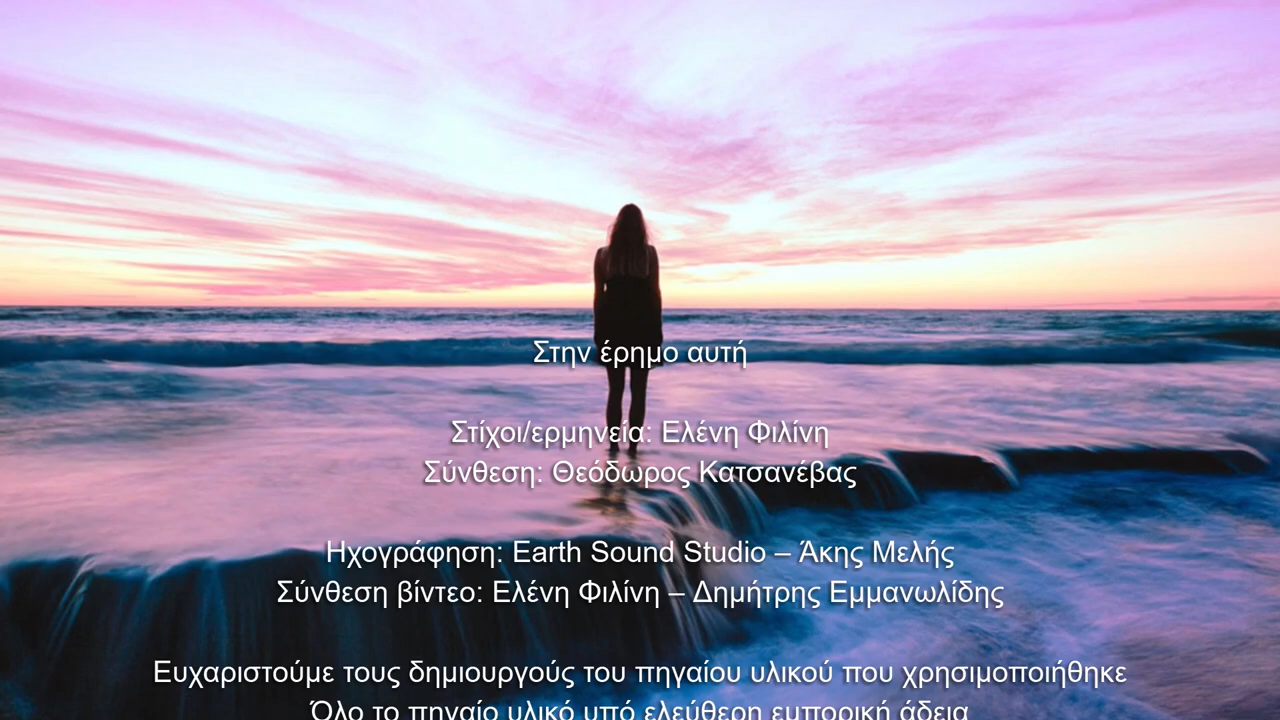 Στην έρημο αυτή
Στίχοι/ερμηνεία: Ελένη Φιλίνη
Σύνθεση: Θεόδωρος Κατσανέβας
Ηχογράφηση: Earth Sound Studio – Άκης Μελής
Σύνθεση βίντεο: Ελένη Φιλίνη – Δημήτρης Εμμανωλίδης
Ευχαριστούμε τους δημιουργούς του πηγαίου υλικού που χρησιμοποιήθηκε
Όλο το πηγαίο υλικό υπό ελεύθερη εμπορική άδεια